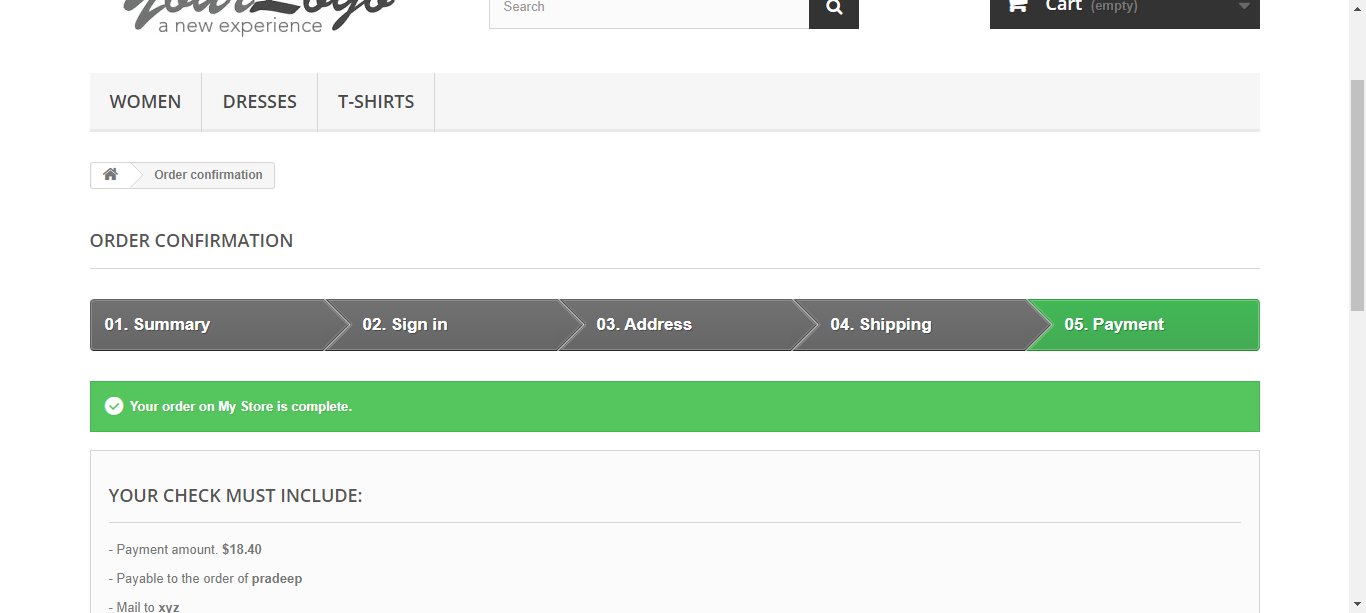 yourLogo
a new experience
Search
Cart (empty)
WOMEN DRESSES T-SHIRTS
Order confirmation
ORDER CONFIRMATION
01. Summary 02. Sign in 03. Address 04. Shipping 05. Payment
Your order on My Store is complete.
YOUR CHECK MUST INCLUDE:
- Payment amount. $18.40
- Payable to the order of pradeep
- Mail to xyz